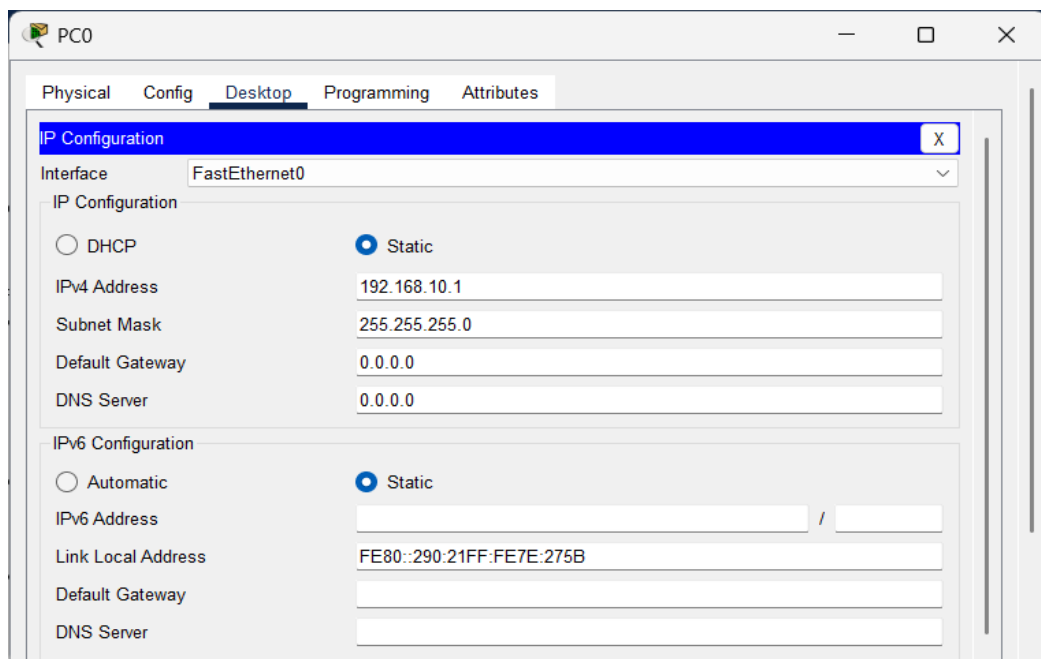 PC0
Physical Config Desktop Programming Attributes
IP Configuration X
Interface FastEthernet0
IP Configuration
DHCP Static
IPv4 Address 192.168.10.1
Subnet Mask 255.255.255.0
Default Gateway 0.0.0.0
DNS Server 0.0.0.0
IPv6 Configuration
Automatic Static
IPv6 Address /
Link Local Address FE80::290:21FF:FE7E:275B
Default Gateway
DNS Server